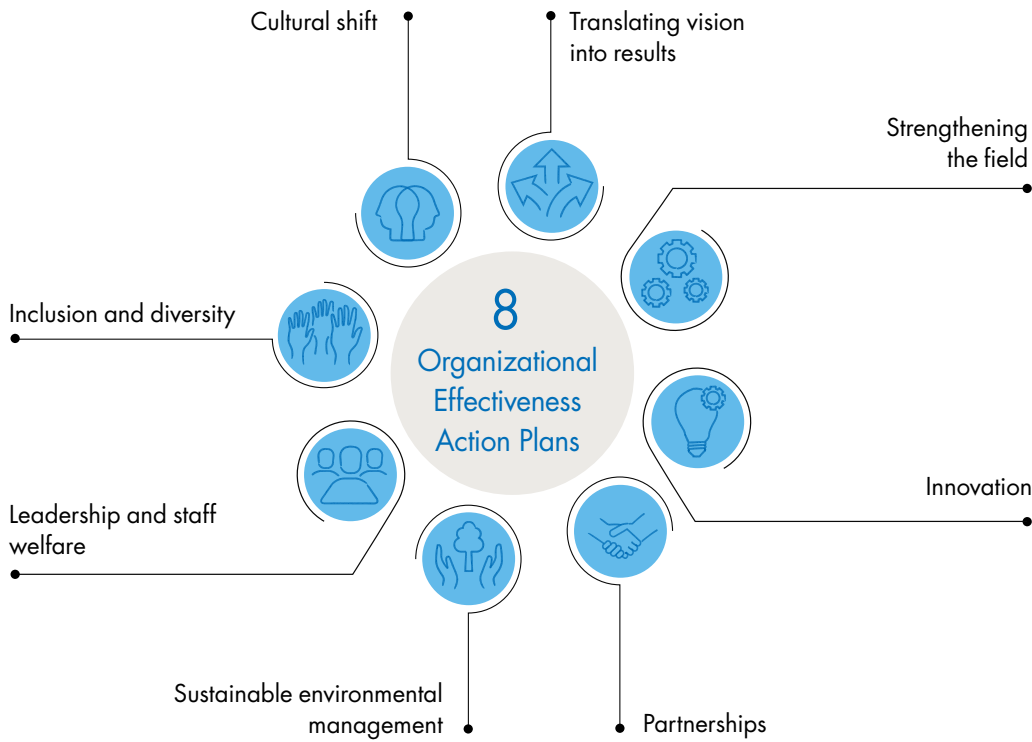 Cultural shift
Translating vision
into results
Strengthening
the field
Inclusion and diversity
8
Organizational
Effectiveness
Action Plans
Innovation
Leadership and staff
welfare
Sustainable environmental
management
Partnerships